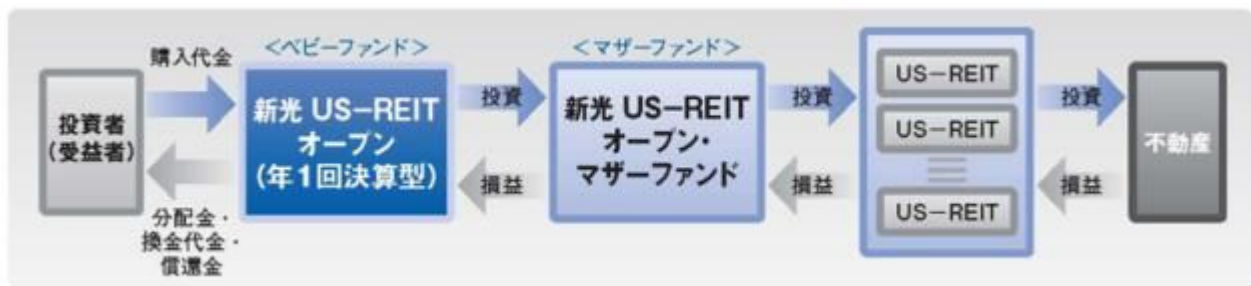 投資者
(受益者)
購入代金
分配金・
換金代金・
償還金
＜ベビーファンド＞
新光 US−REIT
オープン
(年1回決算型)
投資
損益
＜マザーファンド＞
新光 US−REIT
オープン・
マザーファンド
投資
損益
US−REIT
US−REIT
US−REIT
投資
損益
不動産